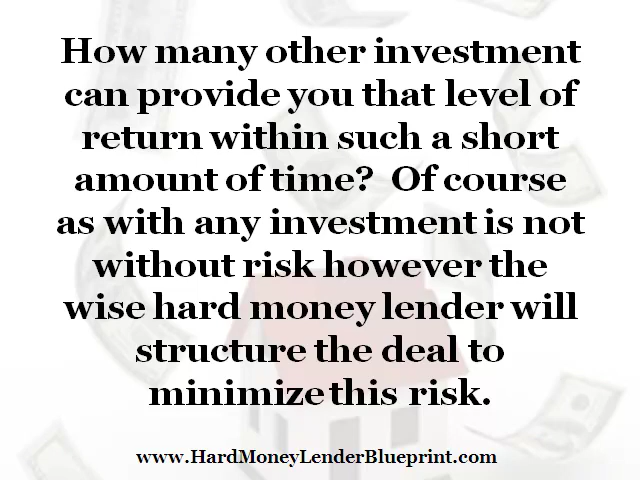 How many other investment
can provide you that level of
return within such a short
amount of time?  Of course
as with any investment is not
without risk however the
wise hard money lender will
structure the deal to
minimize this risk.
www.HardMoneyLenderBlueprint.com